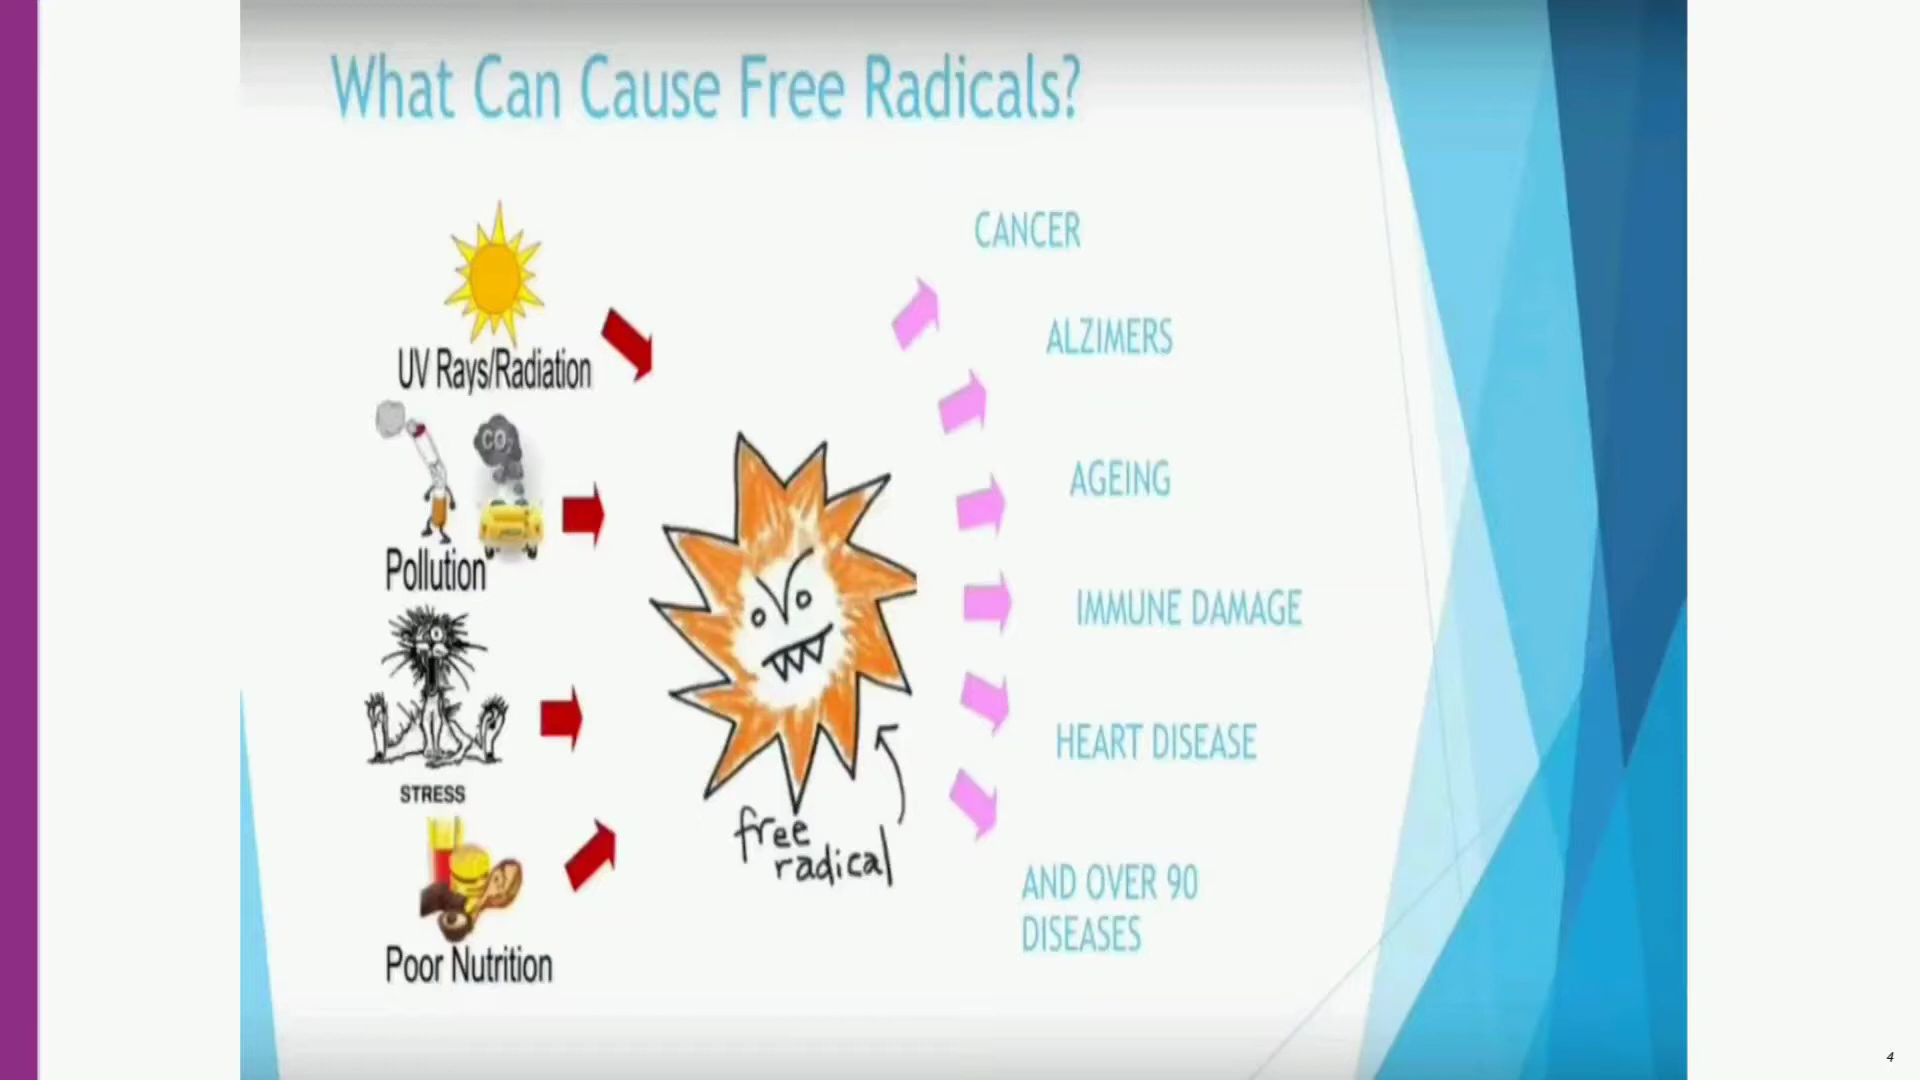 What Can Cause Free Radicals?
CANCER
ALZIMERS
UV Rays/Radiation
CO2
AGEING
Pollution
IMMUNE DAMAGE
HEART DISEASE
STRESS
free
radical
AND OVER 90
DISEASES
Poor Nutrition
4